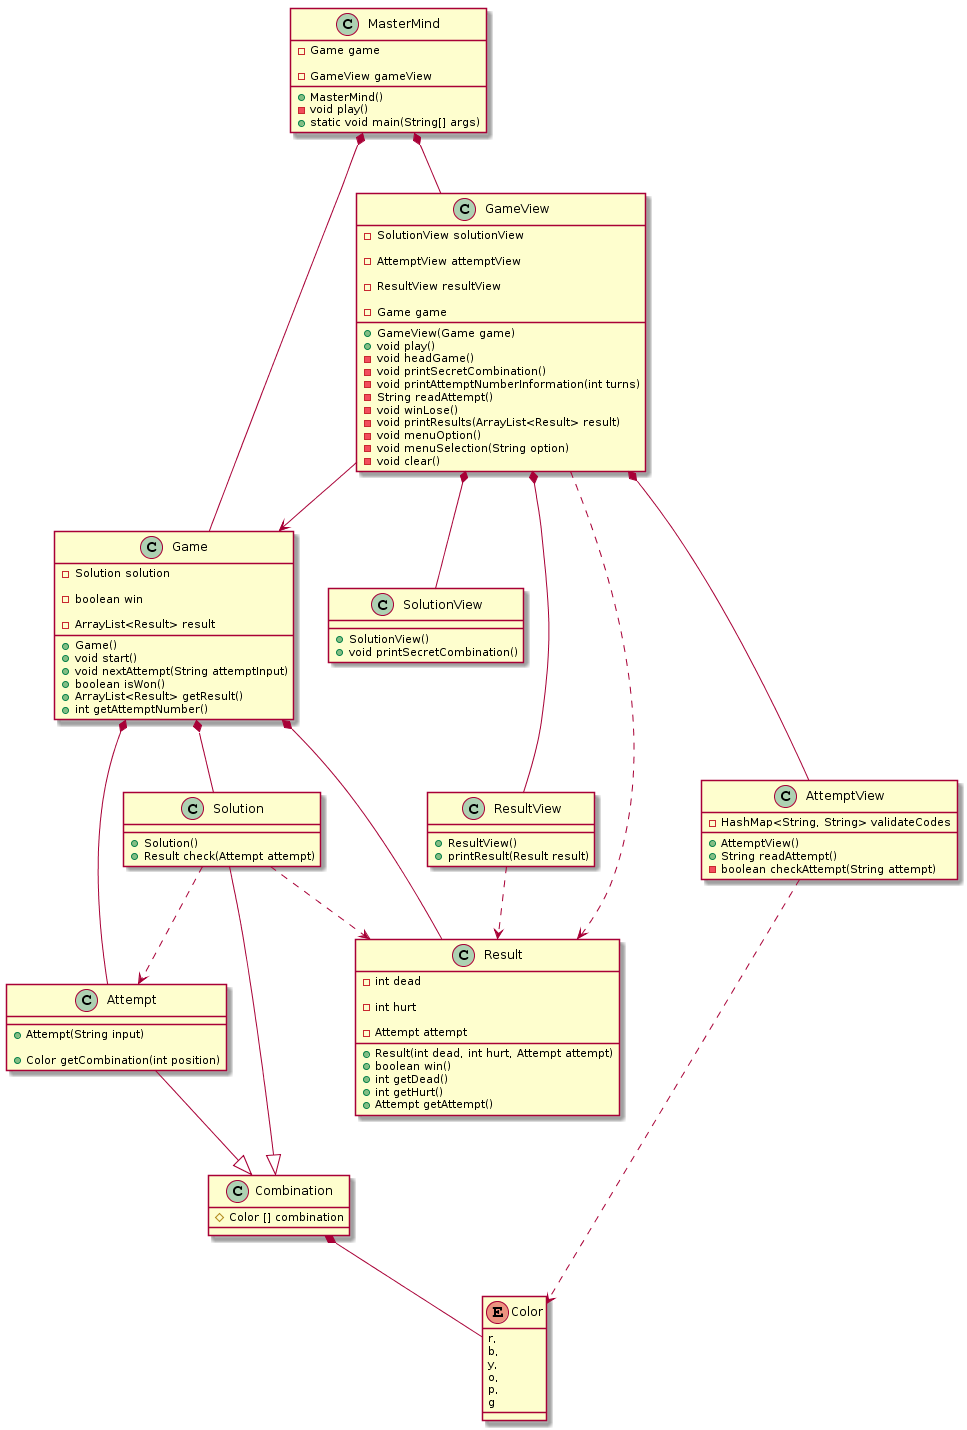 C MasterMind
Game game
GameView gameView
MasterMind()
void play()
static void main(String[] args)
C GameView
SolutionView solutionView
AttemptView attemptView
ResultView resultView
Game game
GameView(Game game)
void play()
void headGame()
void printSecretCombination()
void printAttemptNumberInformation(int turns)
String readAttempt()
void winLose()
void printResults(ArrayList<Result> result)
void menuOption()
void menuSelection(String option)
void clear()
C Game
Solution solution
boolean win
ArrayList<Result> result
Game()
void start()
void nextAttempt(String attemptInput)
boolean isWon()
ArrayList<Result> getResult()
int getAttemptNumber()
C SolutionView
SolutionView()
void printSecretCombination()
C Solution
Solution()
Result check(Attempt attempt)
C ResultView
ResultView()
printResult(Result result)
C AttemptView
HashMap<String, String> validateCodes
AttemptView()
String readAttempt()
boolean checkAttempt(String attempt)
C Attempt
Attempt(String input)
Color getCombination(int position)
C Result
int dead
int hurt
Attempt attempt
Result(int dead, int hurt, Attempt attempt)
boolean win()
int getDead()
int getHurt()
Attempt getAttempt()
C Combination
Color [] combination
E Color
r,
b,
y,
o,
p,
g